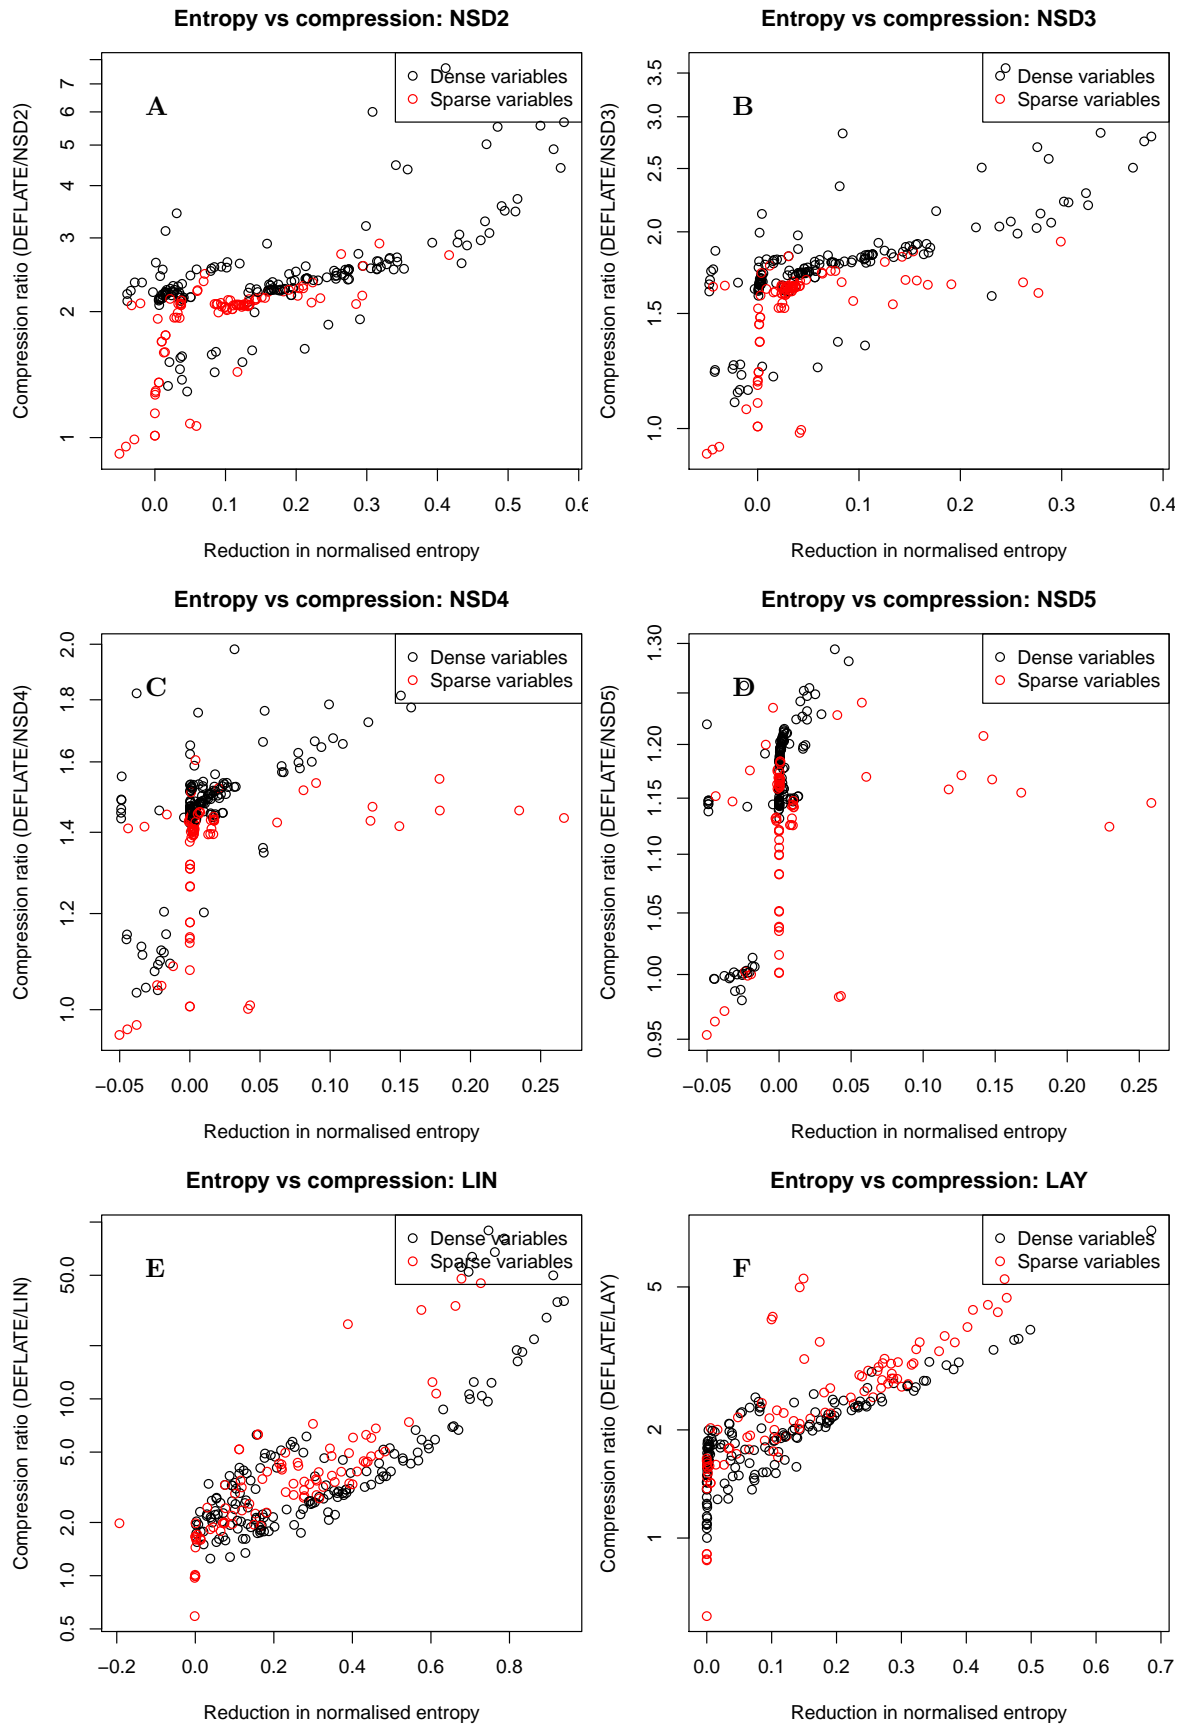 Entropy vs compression: NSD2
A
Dense variables
Sparse variables
Compression ratio (DEFLATE/NSD2)
1 2 3 4 5 6 7
0.0 0.1 0.2 0.3 0.4 0.5 0.6
Reduction in normalised entropy
Entropy vs compression: NSD3
B
Dense variables
Sparse variables
Compression ratio (DEFLATE/NSD3)
1.0 1.5 2.0 2.5 3.0 3.5
0.0 0.1 0.2 0.3 0.4
Reduction in normalised entropy
Entropy vs compression: NSD4
C
Dense variables
Sparse variables
Compression ratio (DEFLATE/NSD4)
1.0 1.2 1.4 1.6 1.8 2.0
−0.05 0.00 0.05 0.10 0.15 0.20 0.25
Reduction in normalised entropy
Entropy vs compression: NSD5
D
Dense variables
Sparse variables
Compression ratio (DEFLATE/NSD5)
0.95 1.00 1.05 1.10 1.15 1.20 1.30
−0.05 0.00 0.05 0.10 0.15 0.20 0.25
Reduction in normalised entropy
Entropy vs compression: LIN
E
Dense variables
Sparse variables
Compression ratio (DEFLATE/LIN)
0.5 1.0 2.0 5.0 10.0 50.0
−0.2 0.0 0.2 0.4 0.6 0.8
Reduction in normalised entropy
Entropy vs compression: LAY
F
Dense variables
Sparse variables
Compression ratio (DEFLATE/LAY)
1 2 5
0.0 0.1 0.2 0.3 0.4 0.5 0.6 0.7
Reduction in normalised entropy